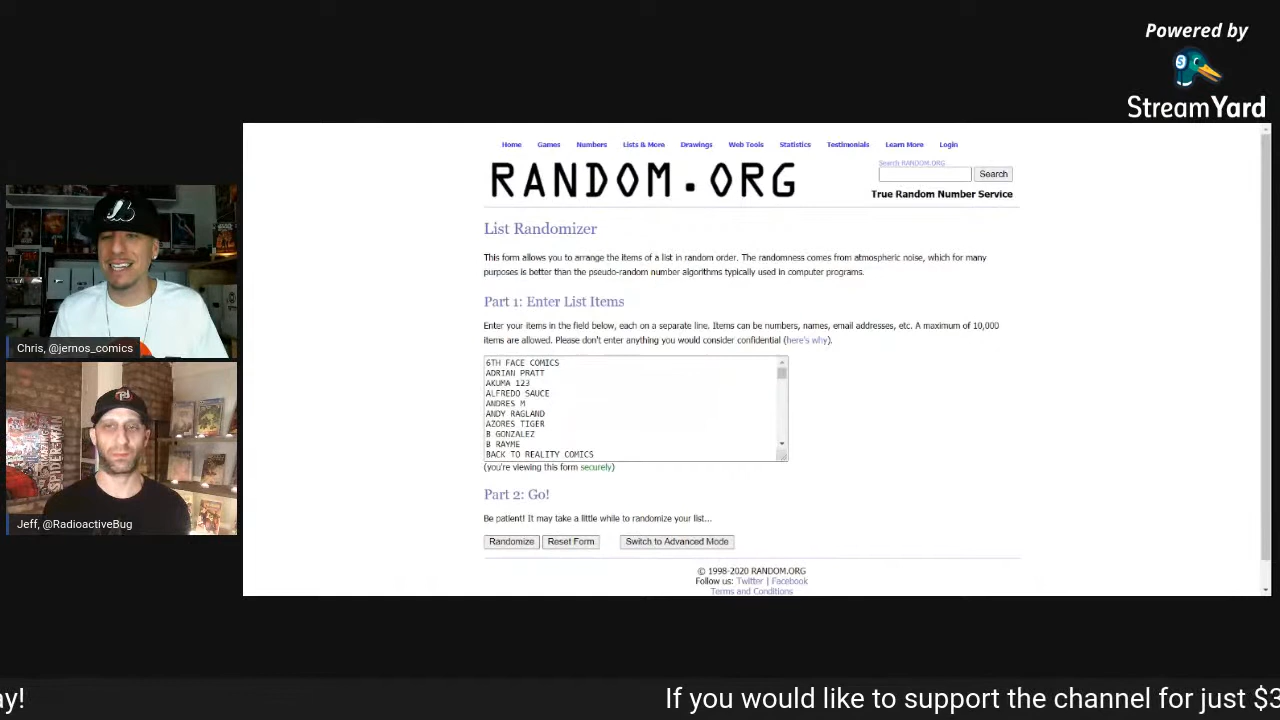 Powered by
StreamYard
Home Games Numbers Lists & More Drawings Web Tools Statistics Testimonials Learn More Login
RANDOM.ORG
Search RANDOM.ORG
Search
True Random Number Service
List Randomizer
This form allows you to arrange the items of a list in random order. The randomness comes from atmospheric noise, which for many
purposes is better than the pseudo-random number algorithms typically used in computer programs.
Part 1: Enter List Items
Enter your items in the field below, each on a separate line. Items can be numbers, names, email addresses, etc. A maximum of 10,000
items are allowed. Please don't enter anything you would consider confidential (here's why).
6TH FACE COMICS
ADRIAN PRATT
AKUMA 123
ALFREDO SAUCE
ANDRES M
ANDY RAGLAND
AZORES TIGER
B GONZALEZ
B RAYME
BACK TO REALITY COMICS
(you're viewing this form securely)
Part 2: Go!
Be patient! It may take a little while to randomize your list...
Randomize Reset Form Switch to Advanced Mode
© 1998-2020 RANDOM.ORG
Follow us: Twitter | Facebook
Terms and Conditions
Chris, @jernos_comics
Jeff, @RadioactiveBug
ay! If you would like to support the channel for just $3